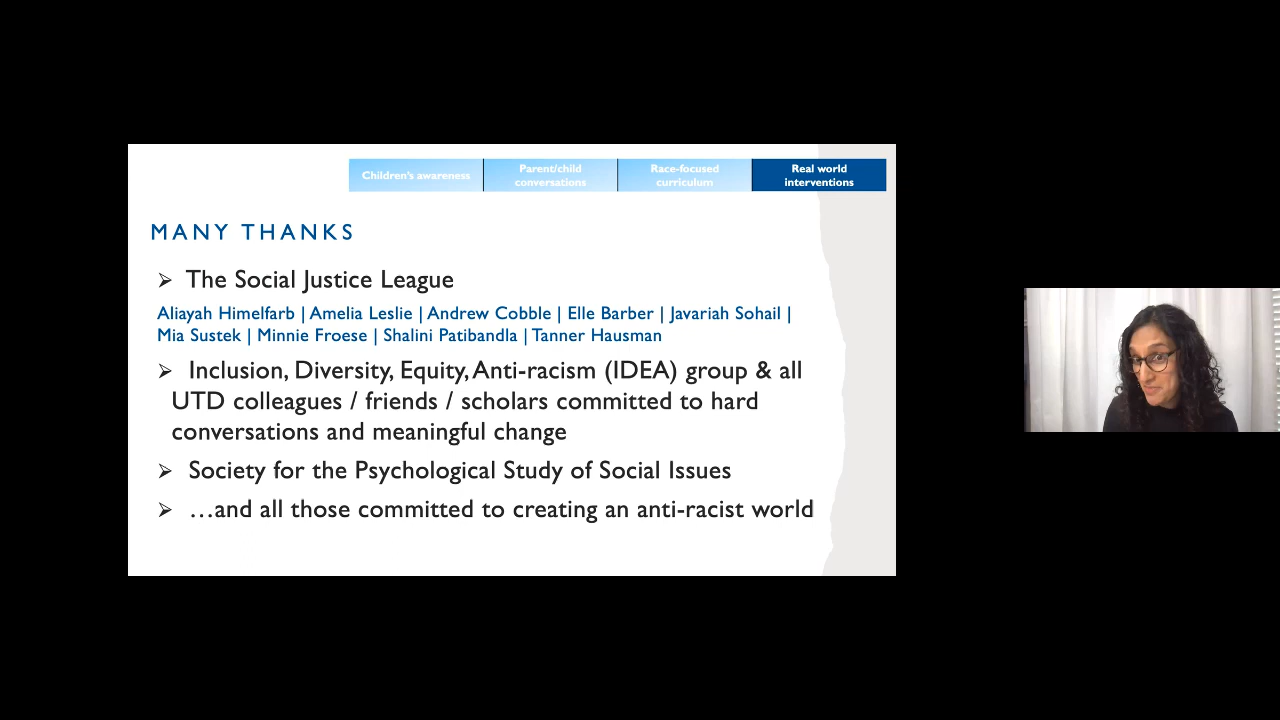 Children's awareness
Parent/child
conversations
Race-focused
curriculum
Real world
interventions
MANY THANKS
➢ The Social Justice League
Aliayah Himelfarb | Amelia Leslie | Andrew Cobble | Elle Barber | Javariah Sohail |
Mia Sustek | Minnie Froese | Shalini Patibandla | Tanner Hausman
➢ Inclusion, Diversity, Equity, Anti-racism (IDEA) group & all
UTD colleagues / friends / scholars committed to hard
conversations and meaningful change
➢ Society for the Psychological Study of Social Issues
➢ …and all those committed to creating an anti-racist world